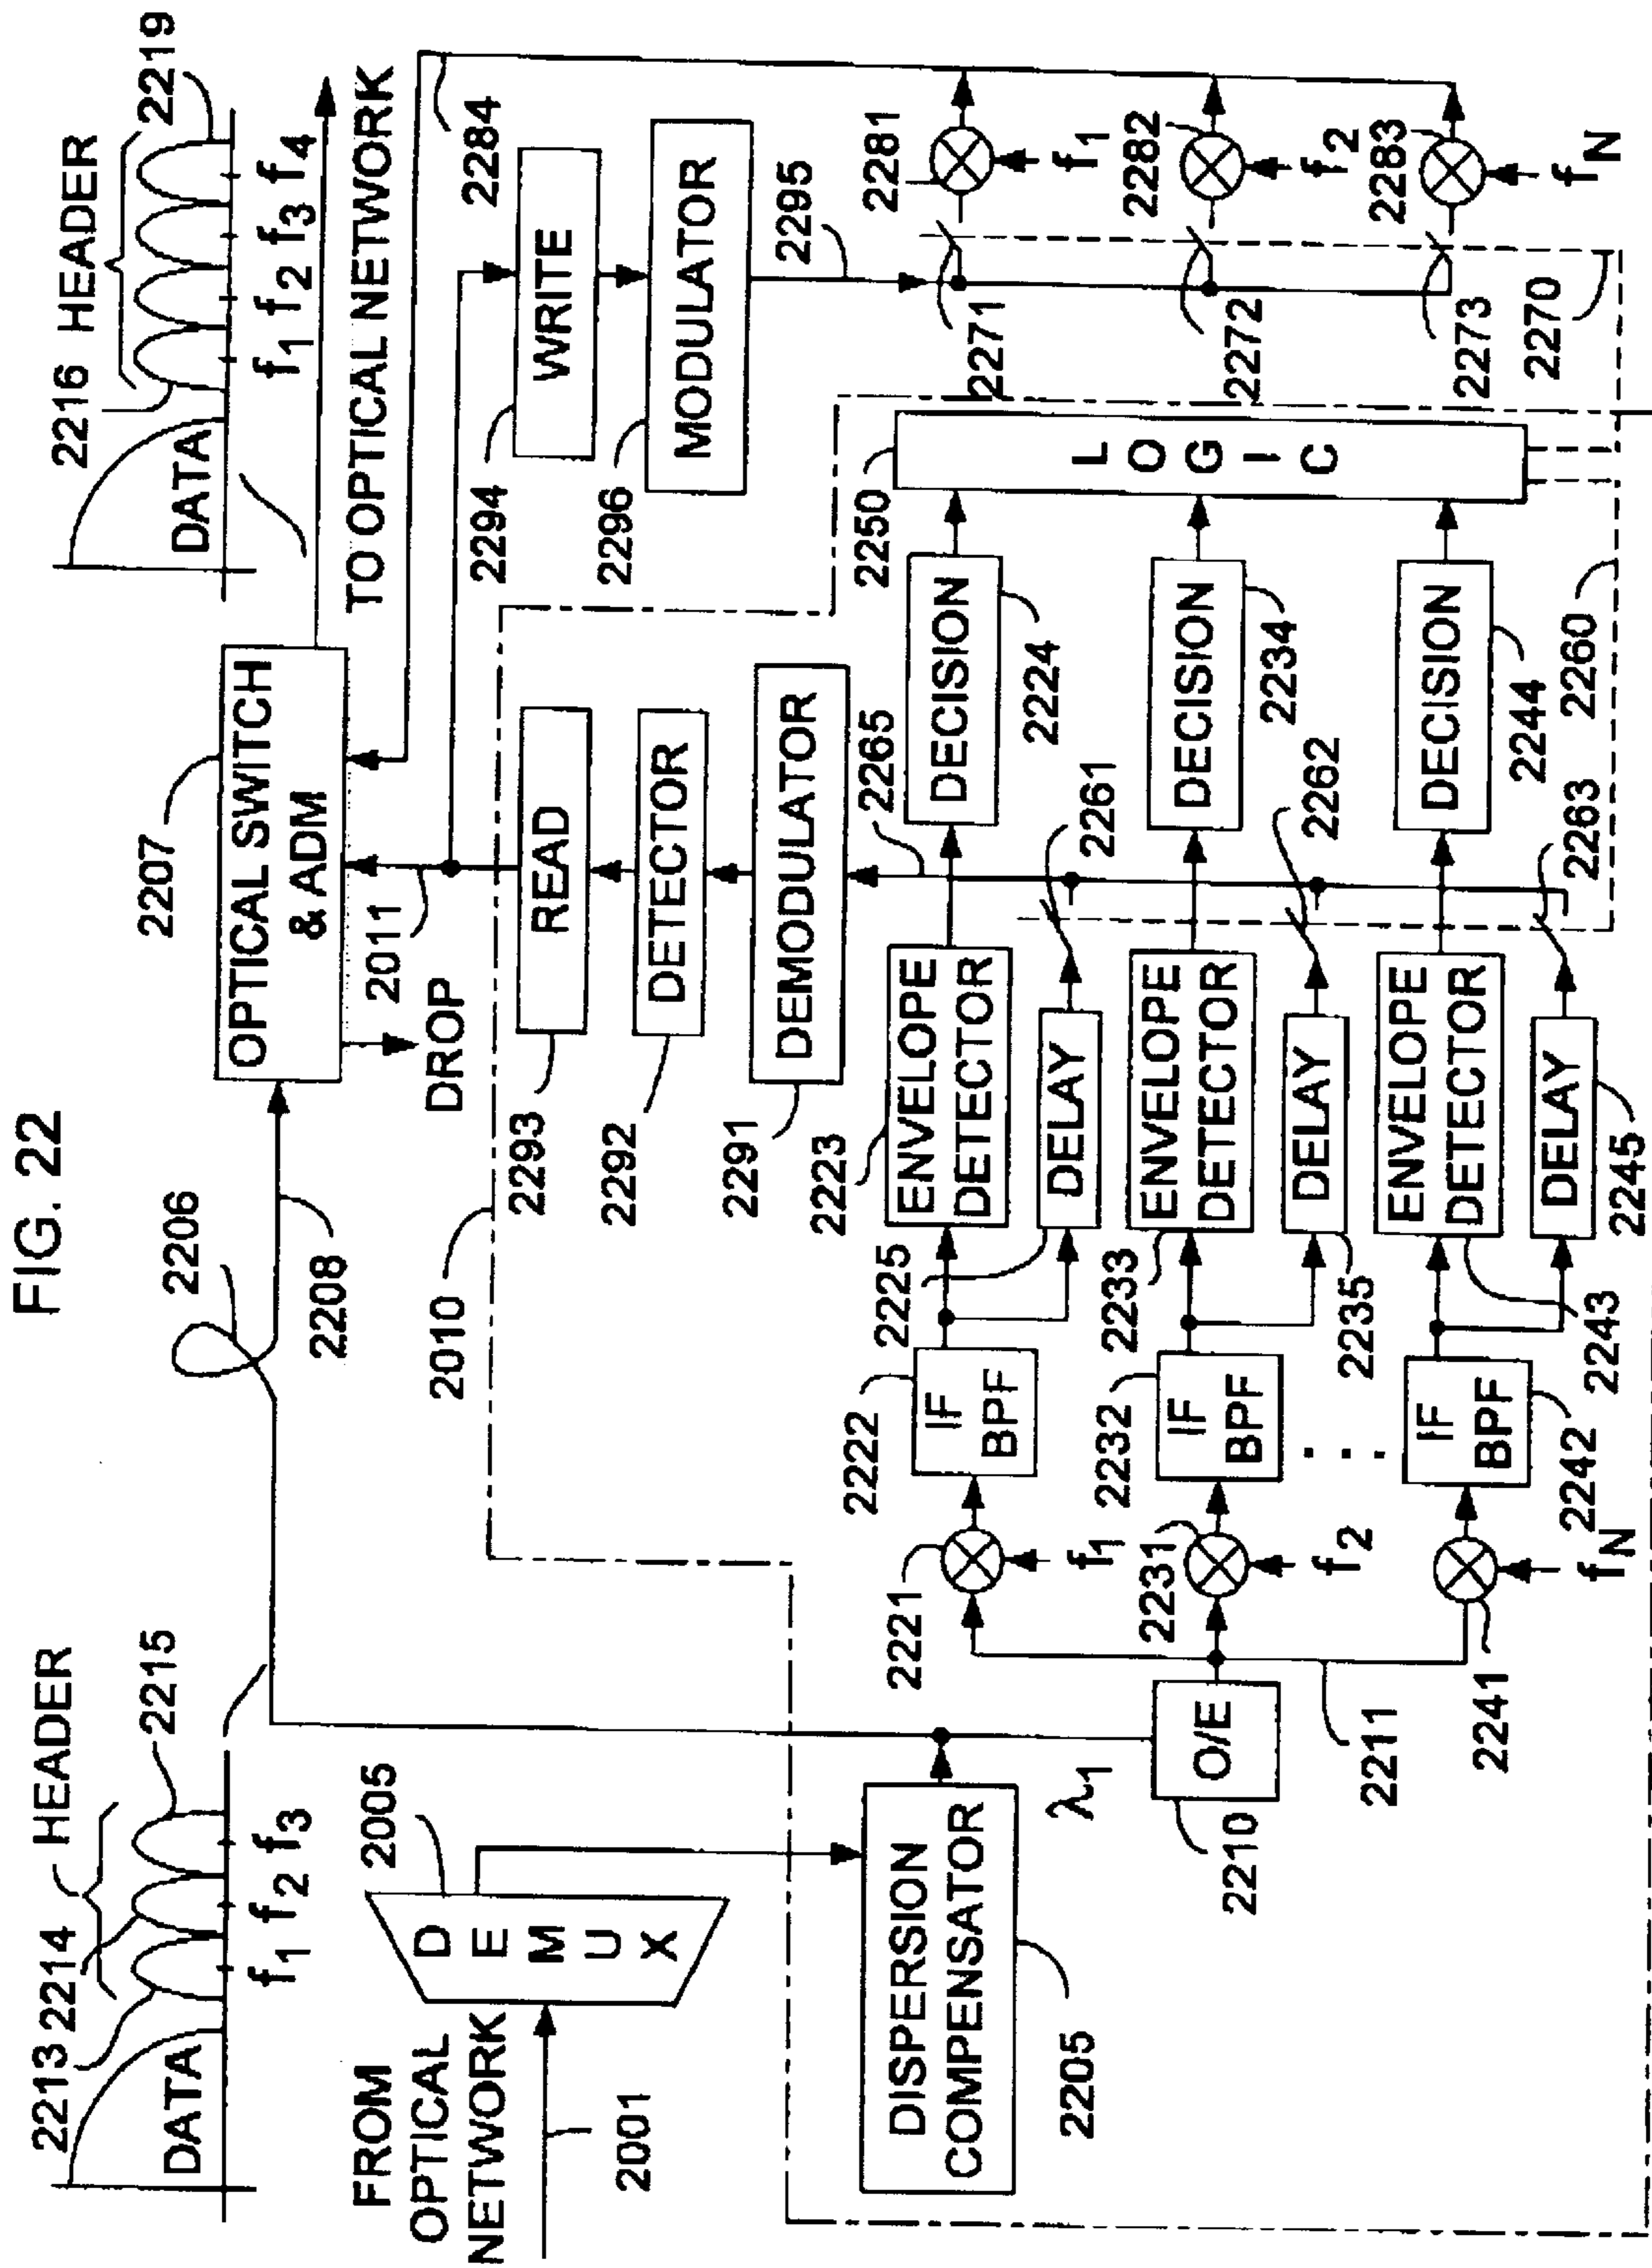 FIG. 22
2213
2214
HEADER
2215
DATA
f1 f2 f3
2216
HEADER
2219
DATA
f1 f2 f3 f4
FROM
OPTICAL
NETWORK
2001
DEMUX
2005
2206
2208
2207
OPTICAL SWITCH
& ADM
DROP
2011
TO OPTICAL NETWORK
2284
2010
2293
READ
2292
DETECTOR
2291
DEMODULATOR
2265
2294
WRITE
2296
MODULATOR
2295
DISPERSION
COMPENSATOR
2205
λ1
O/E
2210
2211
2221
f1
2222
IF
BPF
2225
2223
ENVELOPE
DETECTOR
DELAY
2261
DECISION
2224
2250
LOGIC
2271
2281
f1
2231
f2
2232
IF
BPF
2233
ENVELOPE
DETECTOR
2235
DELAY
2262
DECISION
2234
2272
2282
f2
. . .
2241
fN
2242
IF
BPF
2243
ENVELOPE
DETECTOR
DELAY
2245
2263
DECISION
2244
2260
2273
2283
fN
2270